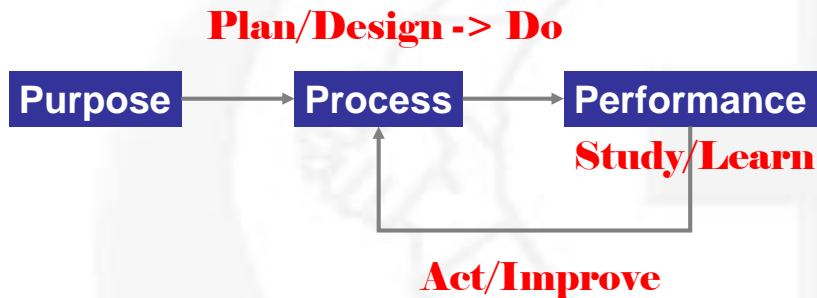 Plan/Design -> Do
Purpose Process Performance
Study/Learn
Act/Improve